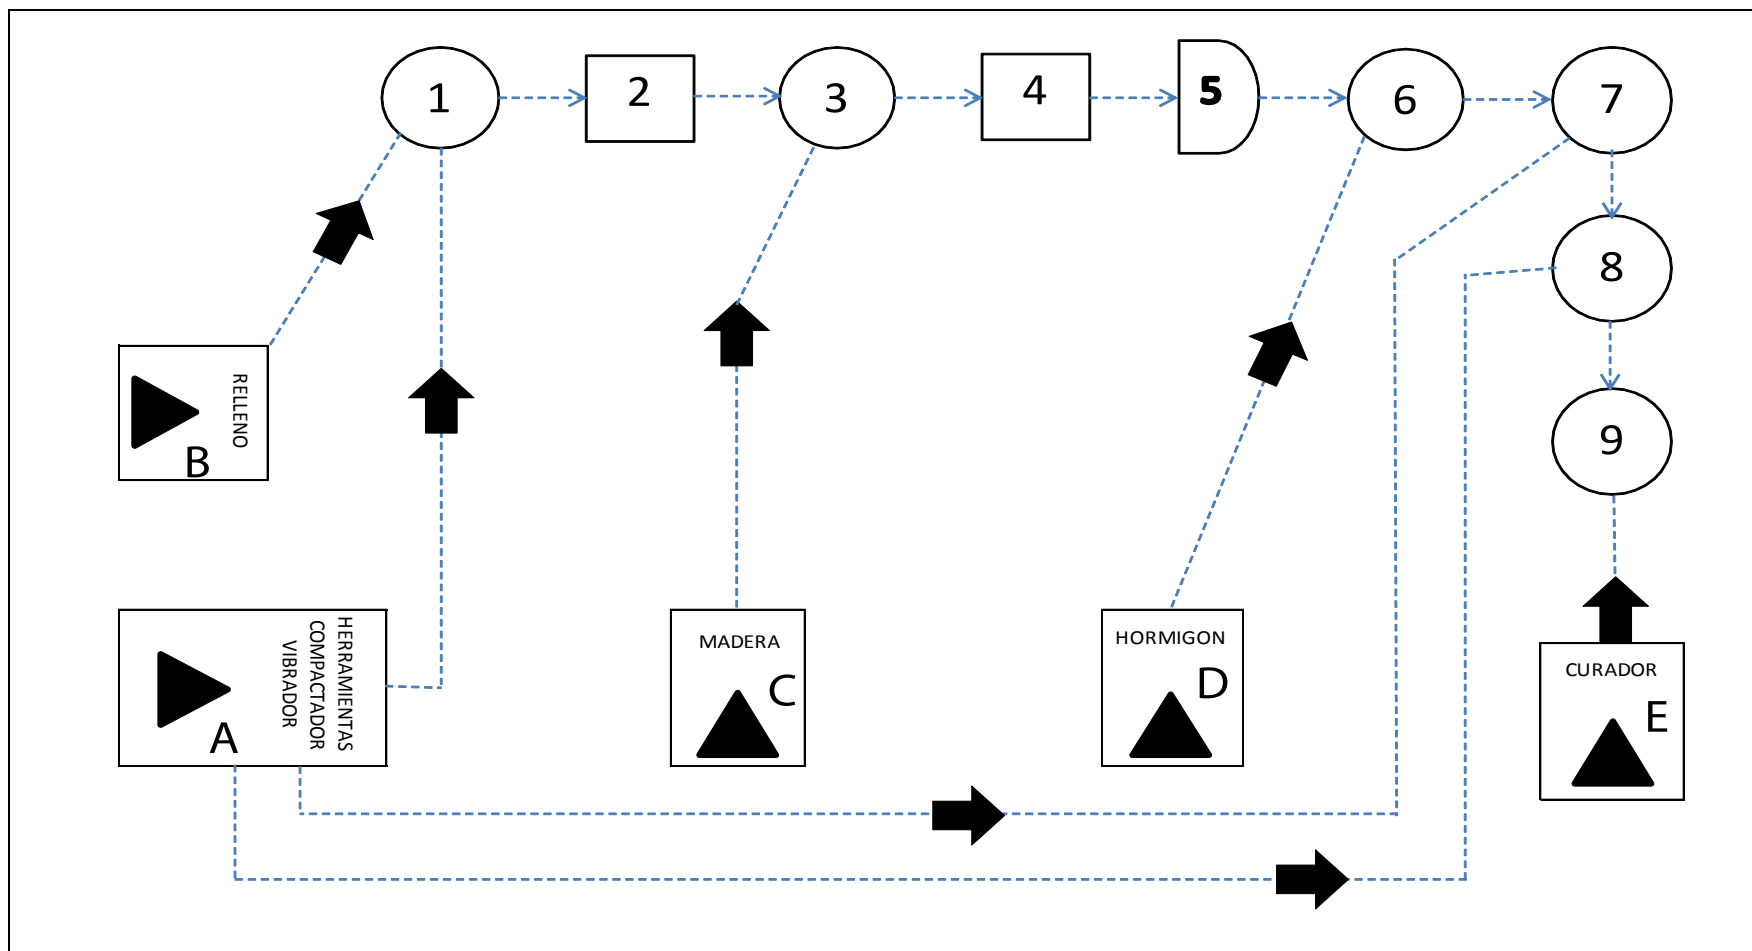 1
2
3
4
5
6
7
8
9
RELLENO
B
HERRAMIENTAS
COMPACTADOR
VIBRADOR
A
MADERA
C
HORMIGON
D
CURADOR
E